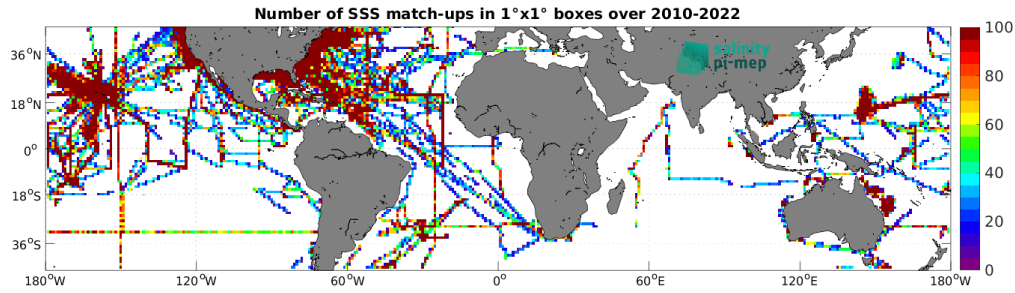 Number of SSS match-ups in 1°x1° boxes over 2010-2022
salinity
pi-mep
36°N
18°N
0°
18°S
36°S
180°W
120°W
60°W
0°
60°E
120°E
180°W
100
80
60
40
20
0